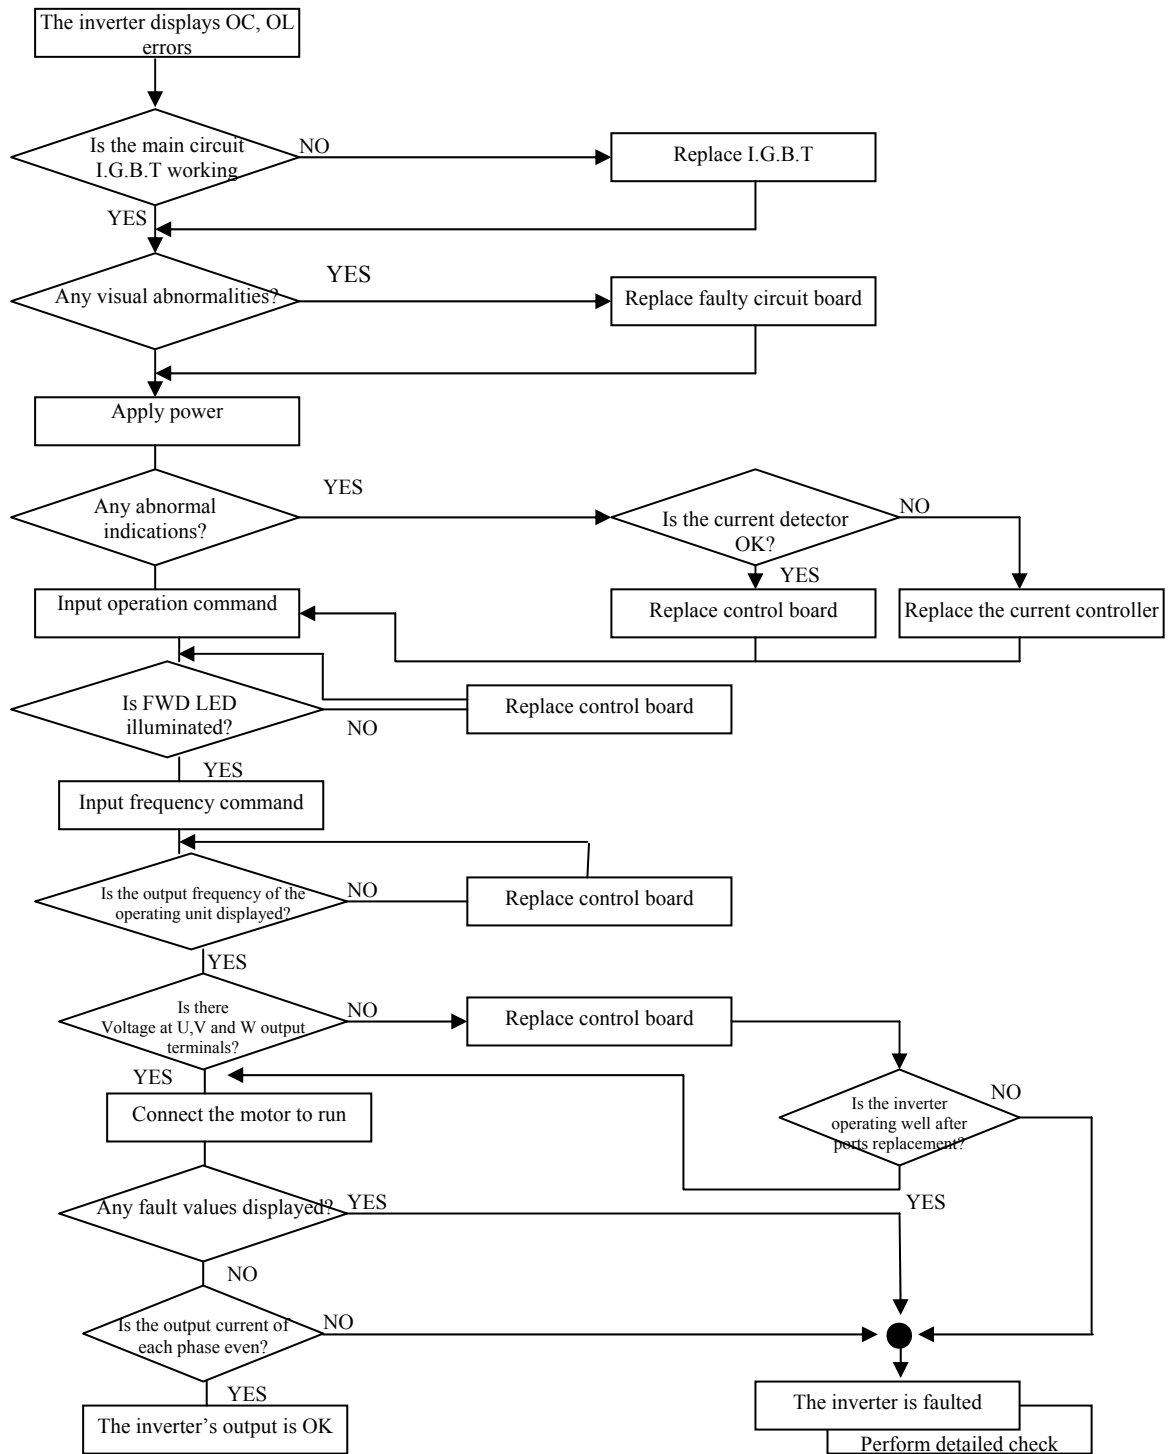 The inverter displays OC, OL
errors
Is the main circuit
I.G.B.T working
NO
Replace I.G.B.T
YES
Any visual abnormalities?
YES
Replace faulty circuit board
Apply power
Any abnormal
indications?
YES
Is the current detector
OK?
NO
YES
Input operation command
Replace control board
Replace the current controller
Is FWD LED
illuminated?
NO
Replace control board
YES
Input frequency command
Is the output frequency of the
operating unit displayed?
NO
Replace control board
YES
Is there
Voltage at U,V and W output
terminals?
NO
Replace control board
YES
Connect the motor to run
Is the inverter
operating well after
ports replacement?
NO
YES
Any fault values displayed?
YES
NO
Is the output current of
each phase even?
NO
YES
The inverter’s output is OK
The inverter is faulted
Perform detailed check